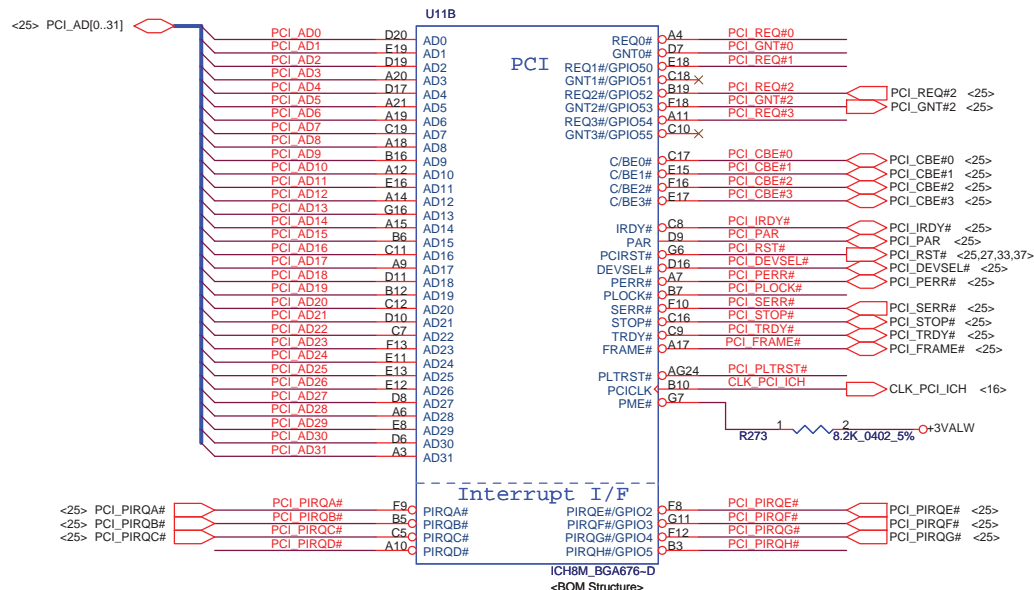 U11B
<25> PCI_AD[0..31]
PCI_AD0 D20 AD0 REQ0# A4 PCI_REQ#0
PCI_AD1 E19 AD1 GNT0# D7 PCI_GNT#0
PCI_AD2 D19 AD2 PCI REQ1#/GPIO50 E18 PCI_REQ#1
PCI_AD3 A20 AD3 GNT1#/GPIO51 C18
PCI_AD4 D17 AD4 REQ2#/GPIO52 B19 PCI_REQ#2 PCI_REQ#2 <25>
PCI_AD5 A21 AD5 GNT2#/GPIO53 F18 PCI_GNT#2 PCI_GNT#2 <25>
PCI_AD6 A19 AD6 REQ3#/GPIO54 A11 PCI_REQ#3
PCI_AD7 C19 AD7 GNT3#/GPIO55 C10
PCI_AD8 A18 AD8
PCI_AD9 B16 AD9 C/BE0# C17 PCI_CBE#0 PCI_CBE#0 <25>
PCI_AD10 A12 AD10 C/BE1# E15 PCI_CBE#1 PCI_CBE#1 <25>
PCI_AD11 E16 AD11 C/BE2# F16 PCI_CBE#2 PCI_CBE#2 <25>
PCI_AD12 A14 AD12 C/BE3# E17 PCI_CBE#3 PCI_CBE#3 <25>
PCI_AD13 G16 AD13
PCI_AD14 A15 AD14 IRDY# C8 PCI_IRDY# PCI_IRDY# <25>
PCI_AD15 B6 AD15 PAR D9 PCI_PAR PCI_PAR <25>
PCI_AD16 C11 AD16 PCIRST# G6 PCI_RST# PCI_RST# <25,27,33,37>
PCI_AD17 A9 AD17 DEVSEL# D16 PCI_DEVSEL# PCI_DEVSEL# <25>
PCI_AD18 D11 AD18 PERR# A7 PCI_PERR# PCI_PERR# <25>
PCI_AD19 B12 AD19 PLOCK# B7 PCI_PLOCK#
PCI_AD20 C12 AD20 SERR# F10 PCI_SERR# PCI_SERR# <25>
PCI_AD21 D10 AD21 STOP# C16 PCI_STOP# PCI_STOP# <25>
PCI_AD22 C7 AD22 TRDY# C9 PCI_TRDY# PCI_TRDY# <25>
PCI_AD23 F13 AD23 FRAME# A17 PCI_FRAME# PCI_FRAME# <25>
PCI_AD24 E11 AD24
PCI_AD25 E13 AD25 PLTRST# AG24 PCI_PLTRST#
PCI_AD26 E12 AD26 PCICLK B10 CLK_PCI_ICH CLK_PCI_ICH <16>
PCI_AD27 D8 AD27 PME# G7
PCI_AD28 A6 AD28
PCI_AD29 E8 AD29 1 2 +3VALW
PCI_AD30 D6 AD30 R273 8.2K_0402_5%
PCI_AD31 A3 AD31
Interrupt I/F
<25> PCI_PIRQA# PCI_PIRQA# F9 PIRQA# PIRQE#/GPIO2 F8 PCI_PIRQE# PCI_PIRQE# <25>
<25> PCI_PIRQB# PCI_PIRQB# B5 PIRQB# PIRQF#/GPIO3 G11 PCI_PIRQF# PCI_PIRQF# <25>
<25> PCI_PIRQC# PCI_PIRQC# C5 PIRQC# PIRQG#/GPIO4 F12 PCI_PIRQG# PCI_PIRQG# <25>
PCI_PIRQD# A10 PIRQD# PIRQH#/GPIO5 B3 PCI_PIRQH#
ICH8M_BGA676~D
<BOM Structure>